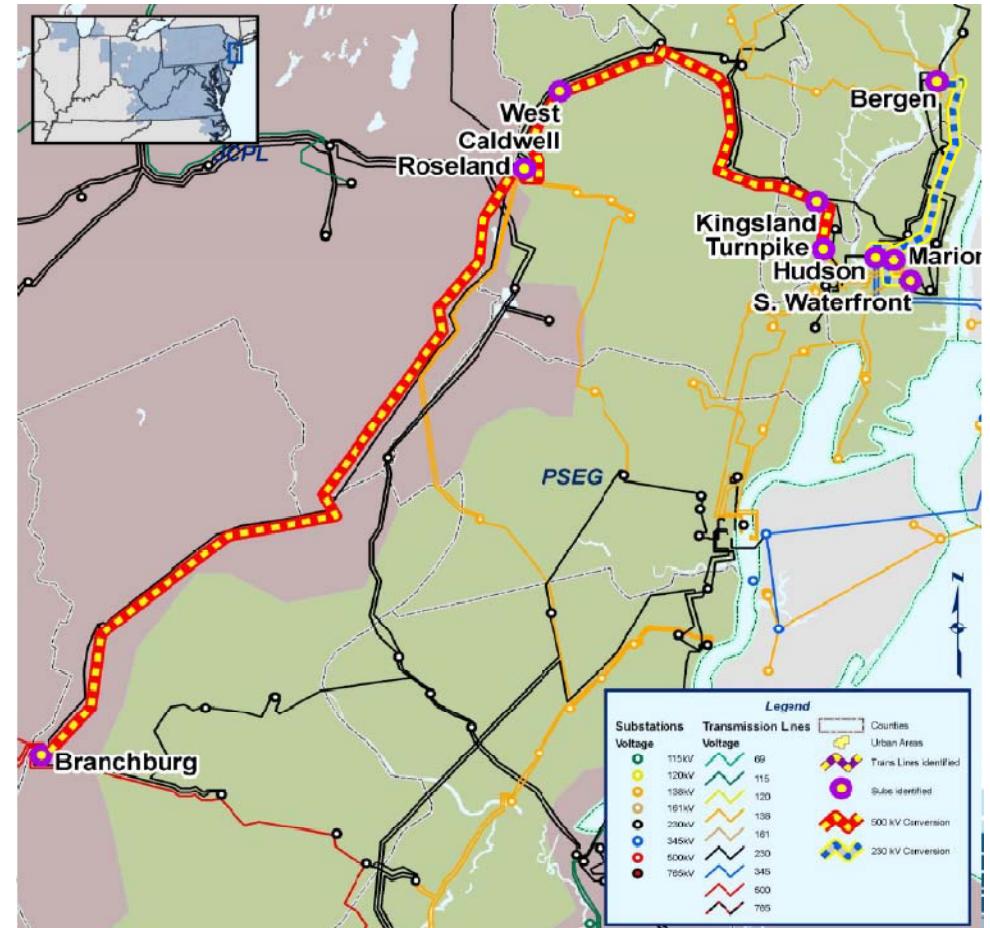 JCPL
West
Caldwell
Roseland
Bergen
Kingsland
Turnpike
Hudson
Marion
S. Waterfront
PSEG
Branchburg
N
Legend
Substations
Voltage
115kV
120kV
138kV
161kV
230kV
345kV
500kV
765kV
Transmission Lines
Voltage
69
115
120
138
161
230
345
500
765
Counties
Urban Areas
Trans Lines identified
Subs identified
500 kV Conversion
230 kV Conversion